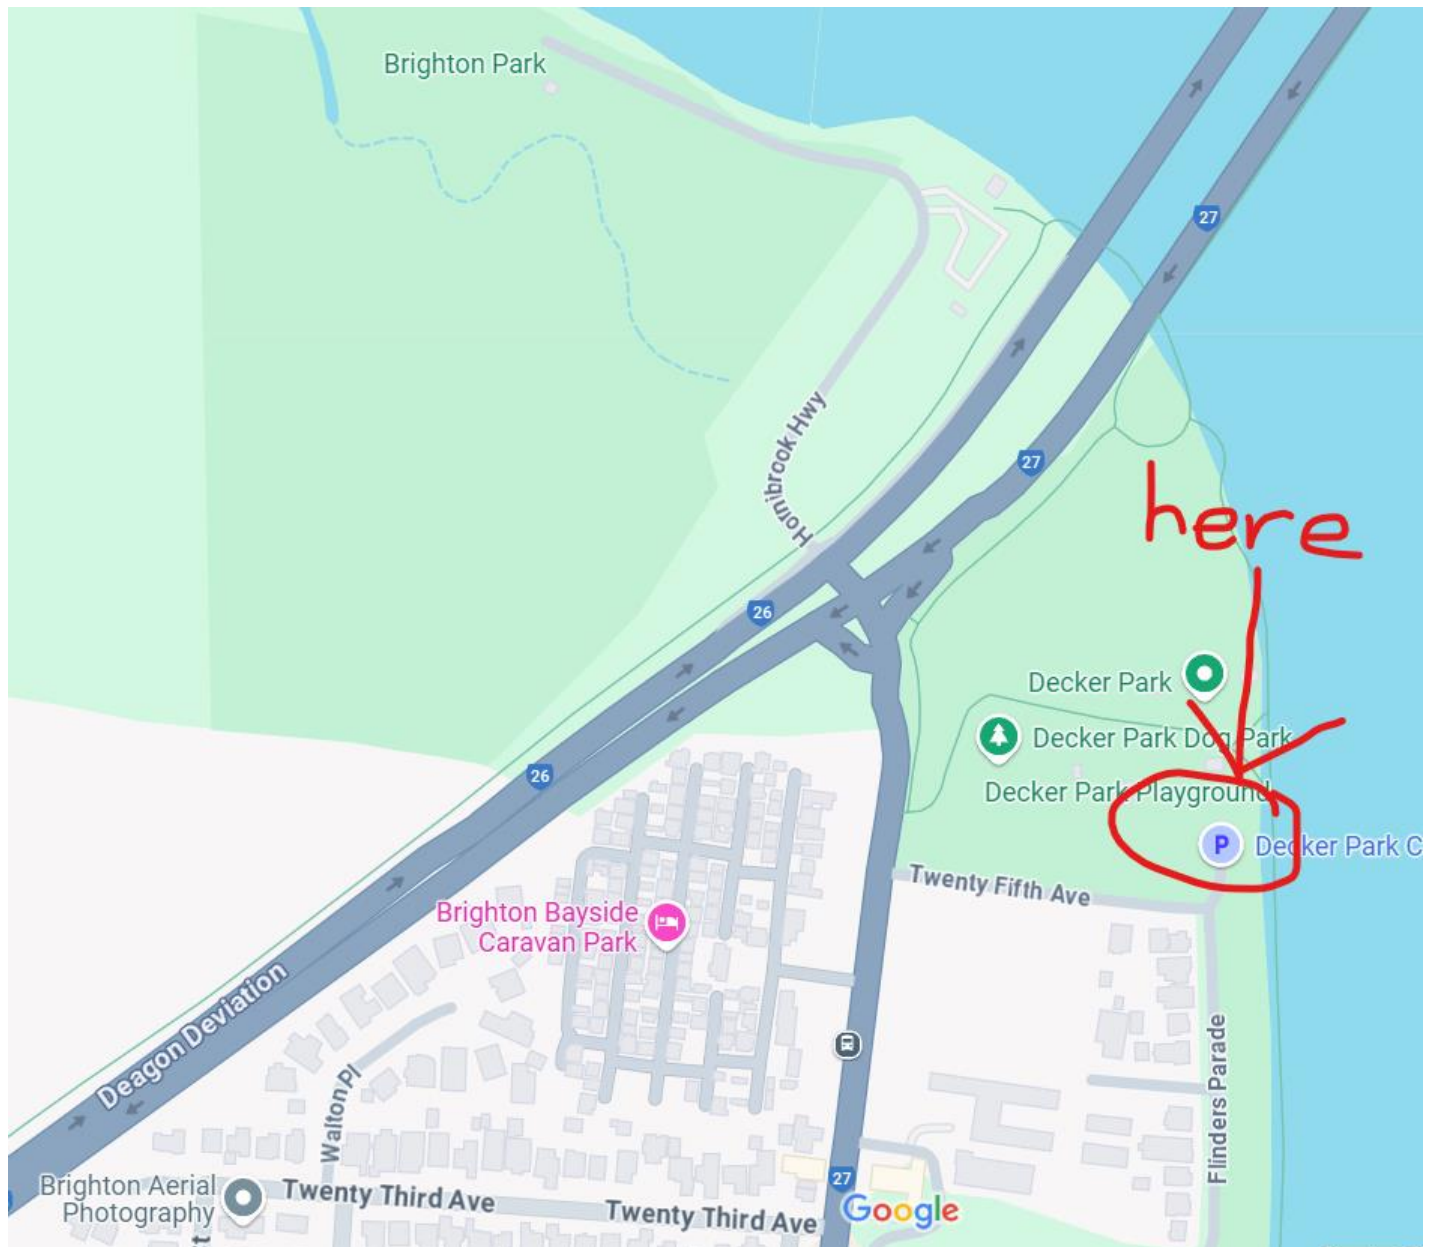 Brighton Park
27
Hornibrook Hwy
27
here
26
Decker Park
Decker Park Dog Park
26
Decker Park Playground
P
Decker Park C
Twenty Fifth Ave
Brighton Bayside
Caravan Park
Deagon Deviation
Walton Pl
Flinders Parade
27
Brighton Aerial
Photography
Twenty Third Ave
Twenty Third Ave
Google